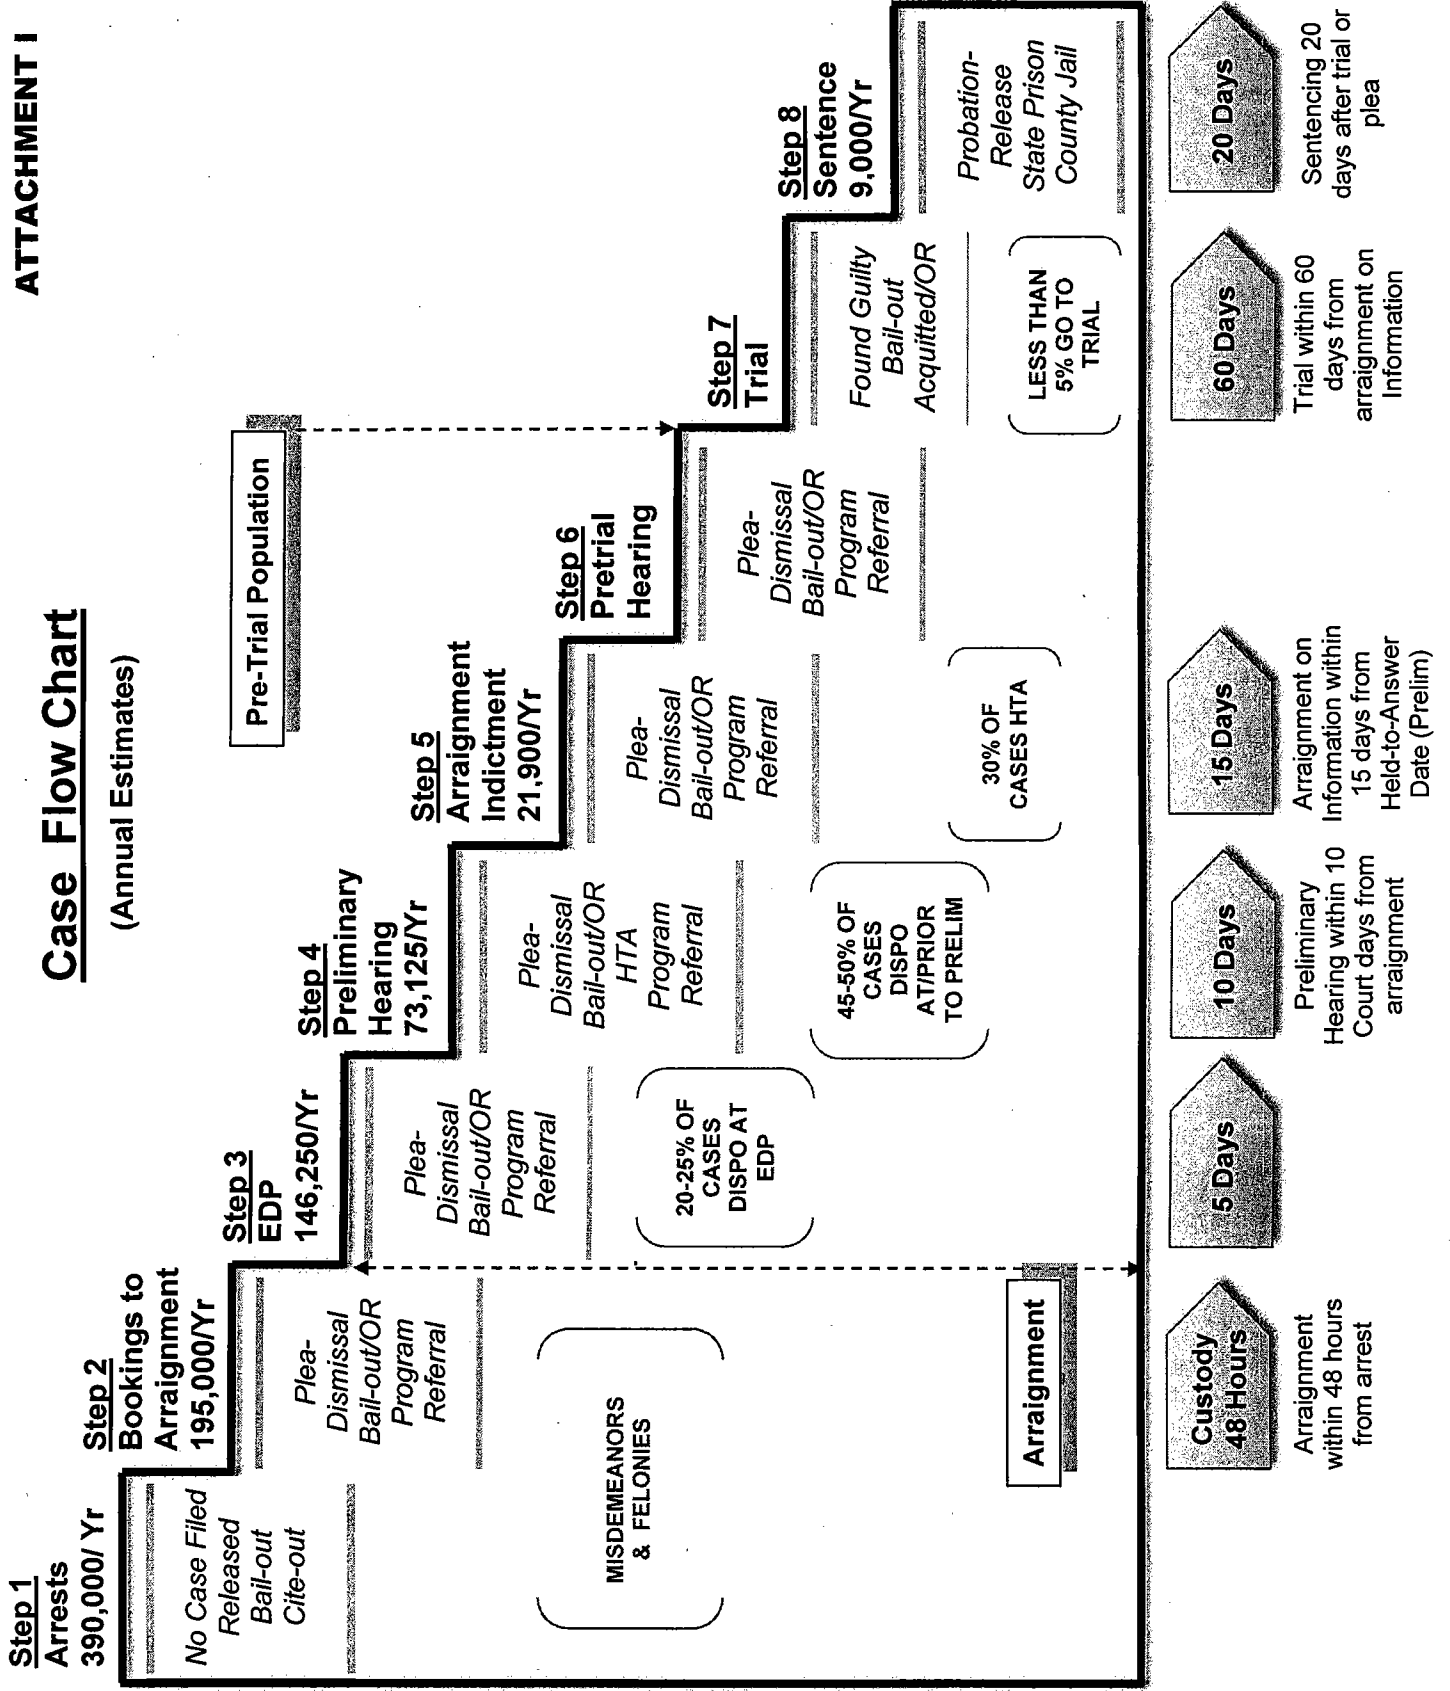 ATTACHMENT I
Case Flow Chart
(Annual Estimates)
Step 1
Arrests
390,000/ Yr
No Case Filed
Released
Bail-out
Cite-out
Step 2
Bookings to
Arraignment
195,000/Yr
Plea-
Dismissal
Bail-out/OR
Program
Referral
MISDEMEANORS
& FELONIES
Step 3
EDP
146,250/Yr
Plea-
Dismissal
Bail-out/OR
Program
Referral
20-25% OF
CASES
DISPO AT
EDP
Step 4
Preliminary
Hearing
73,125/Yr
Plea-
Dismissal
Bail-out/OR
HTA
Program
Referral
45-50% OF
CASES
DISPO
AT/PRIOR
TO PRELIM
Step 5
Arraignment
Indictment
21,900/Yr
Plea-
Dismissal
Bail-out/OR
Program
Referral
30% OF
CASES HTA
Pre-Trial Population
Step 6
Pretrial
Hearing
Plea-
Dismissal
Bail-out/OR
Program
Referral
Step 7
Trial
Found Guilty
Bail-out
Acquitted/OR
LESS THAN
5% GO TO
TRIAL
Step 8
Sentence
9,000/Yr
Probation-
Release
State Prison
County Jail
Arraignment
Custody
48 Hours
Arraignment
within 48 hours
from arrest
5 Days
10 Days
Preliminary
Hearing within 10
Court days from
arraignment
15 Days
Arraignment on
Information within
15 days from
Held-to-Answer
Date (Prelim)
60 Days
Trial within 60
days from
arraignment on
Information
20 Days
Sentencing 20
days after trial or
plea